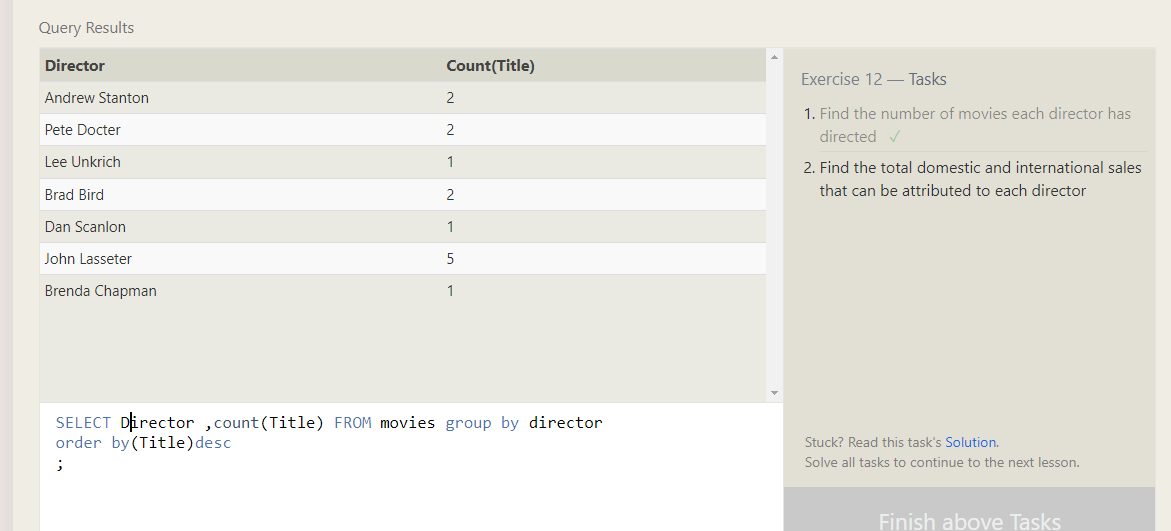 Query Results
Director Count(Title)
Andrew Stanton 2
Pete Docter 2
Lee Unkrich 1
Brad Bird 2
Dan Scanlon 1
John Lasseter 5
Brenda Chapman 1
SELECT Director ,count(Title) FROM movies group by director
order by(Title)desc
;
Exercise 12 — Tasks
1. Find the number of movies each director has
directed ✓
2. Find the total domestic and international sales
that can be attributed to each director
Stuck? Read this task's Solution.
Solve all tasks to continue to the next lesson.
Finish above Tasks